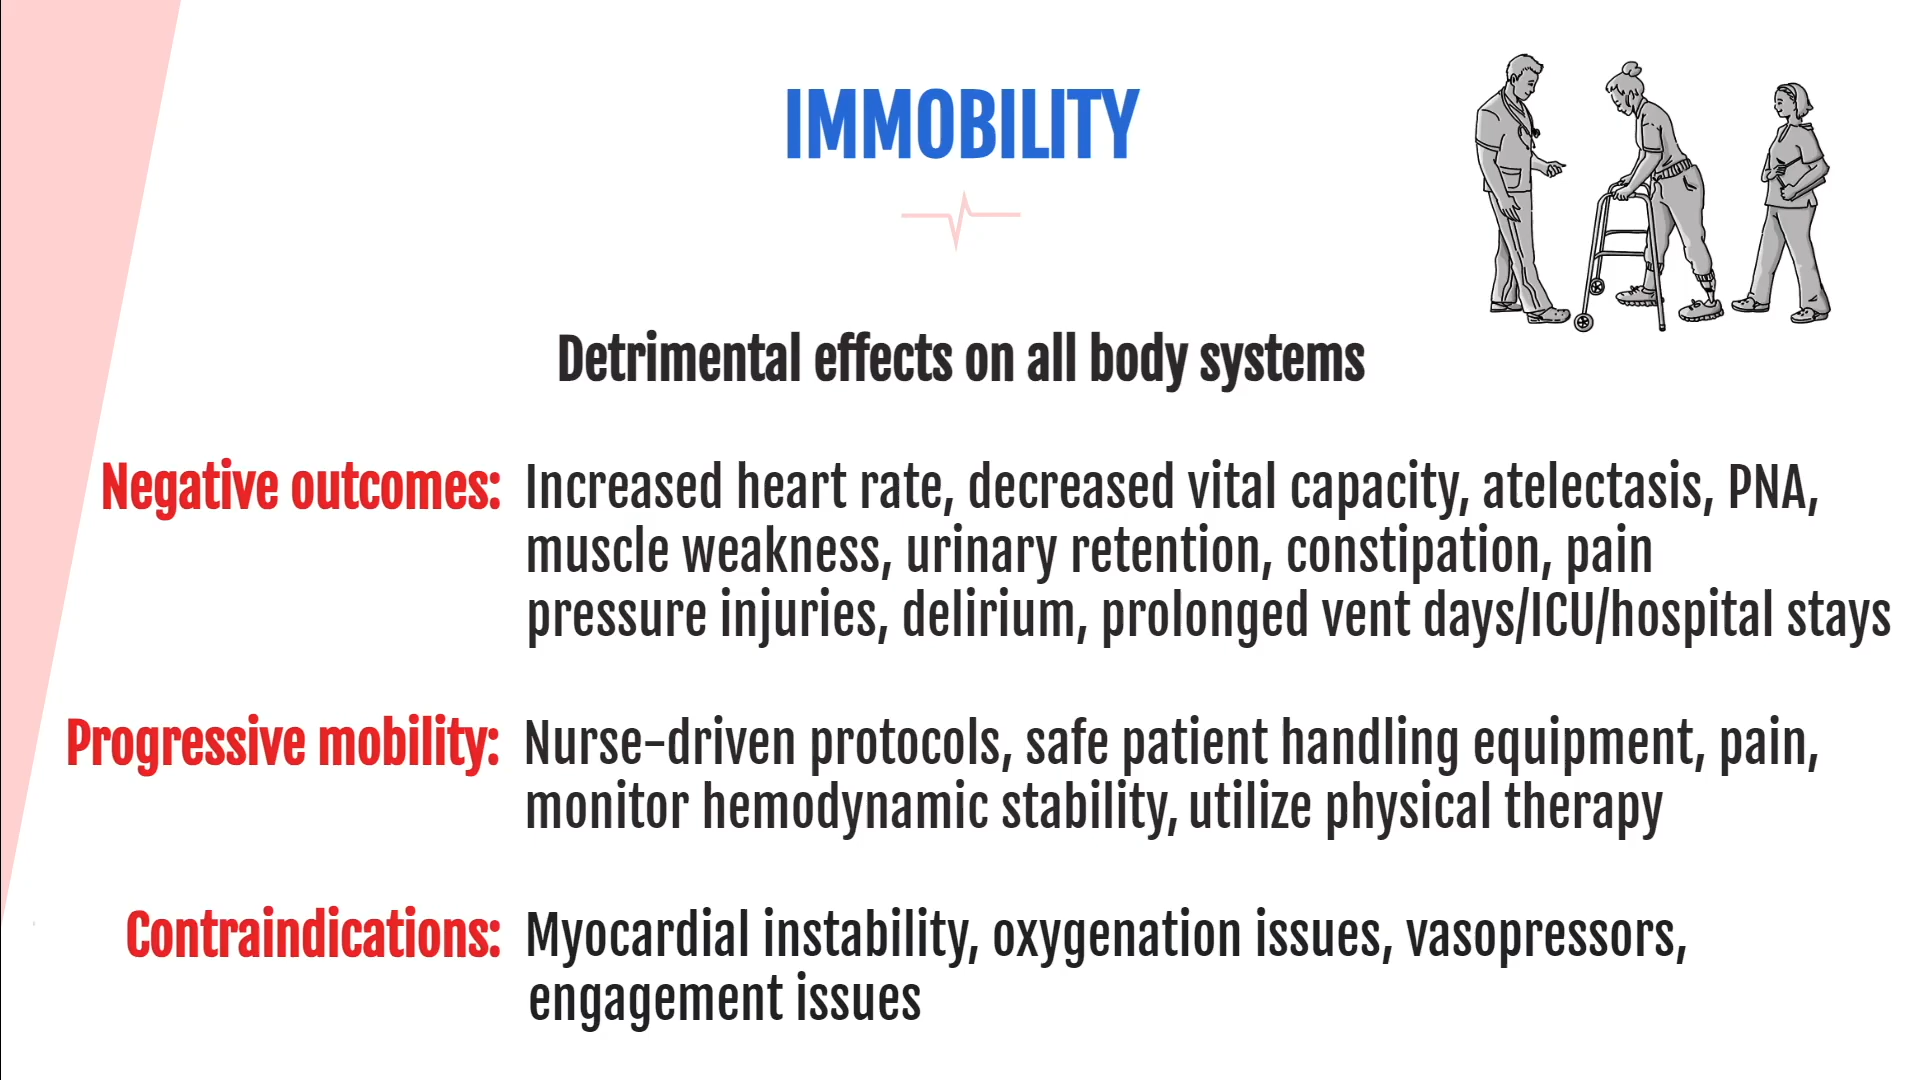 IMMOBILITY
Detrimental effects on all body systems
Negative outcomes: Increased heart rate, decreased vital capacity, atelectasis, PNA,
muscle weakness, urinary retention, constipation, pain
pressure injuries, delirium, prolonged vent days/ICU/hospital stays
Progressive mobility: Nurse-driven protocols, safe patient handling equipment, pain,
monitor hemodynamic stability, utilize physical therapy
Contraindications: Myocardial instability, oxygenation issues, vasopressors,
engagement issues